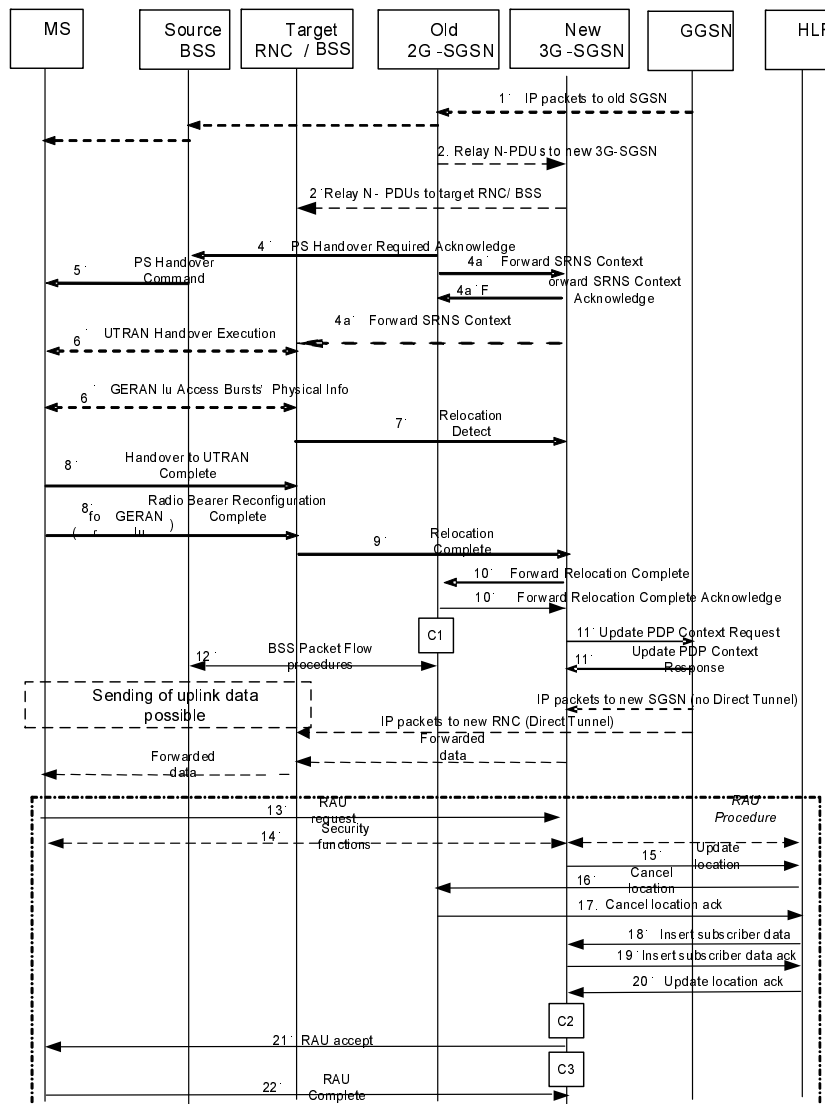 MS
Source
BSS
Target
RNC / BSS
Old
2G -SGSN
New
3G -SGSN
GGSN
HLR
1. IP packets to old SGSN
2. Relay N-PDUs to new 3G-SGSN
2. Relay N- PDUs to target RNC/ BSS
4. PS Handover Required Acknowledge
5. PS Handover
Command
4a. Forward SRNS Context
4a. Forward SRNS Context
Acknowledge
4a. Forward SRNS Context
6. UTRAN Handover Execution
6. GERAN Iu Access Bursts' Physical Info
7. Relocation
Detect
8. Handover to UTRAN
Complete
8. Radio Bearer Reconfiguration
Complete
( for GERAN Iu )
9. Relocation
Complete
10. Forward Relocation Complete
10. Forward Relocation Complete Acknowledge
C1
11. Update PDP Context Request
11. Update PDP Context
Response
12. BSS Packet Flow
procedures
Sending of uplink data
possible
IP packets to new SGSN (no Direct Tunnel)
IP packets to new RNC (Direct Tunnel)
Forwarded
data
Forwarded
data
RAU
Procedure
13. RAU
request
14. Security
functions
15. Update
location
16. Cancel
location
17. Cancel location ack
18. Insert subscriber data
19. Insert subscriber data ack
20. Update location ack
C2
21. RAU accept
C3
22. RAU
Complete